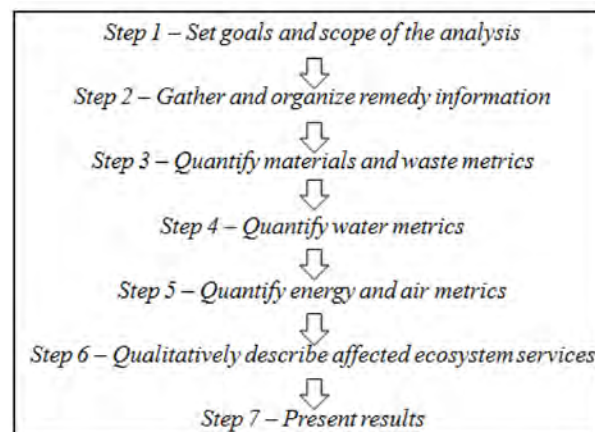 Step 1 – Set goals and scope of the analysis
Step 2 – Gather and organize remedy information
Step 3 – Quantify materials and waste metrics
Step 4 – Quantify water metrics
Step 5 – Quantify energy and air metrics
Step 6 – Qualitatively describe affected ecosystem services
Step 7 – Present results